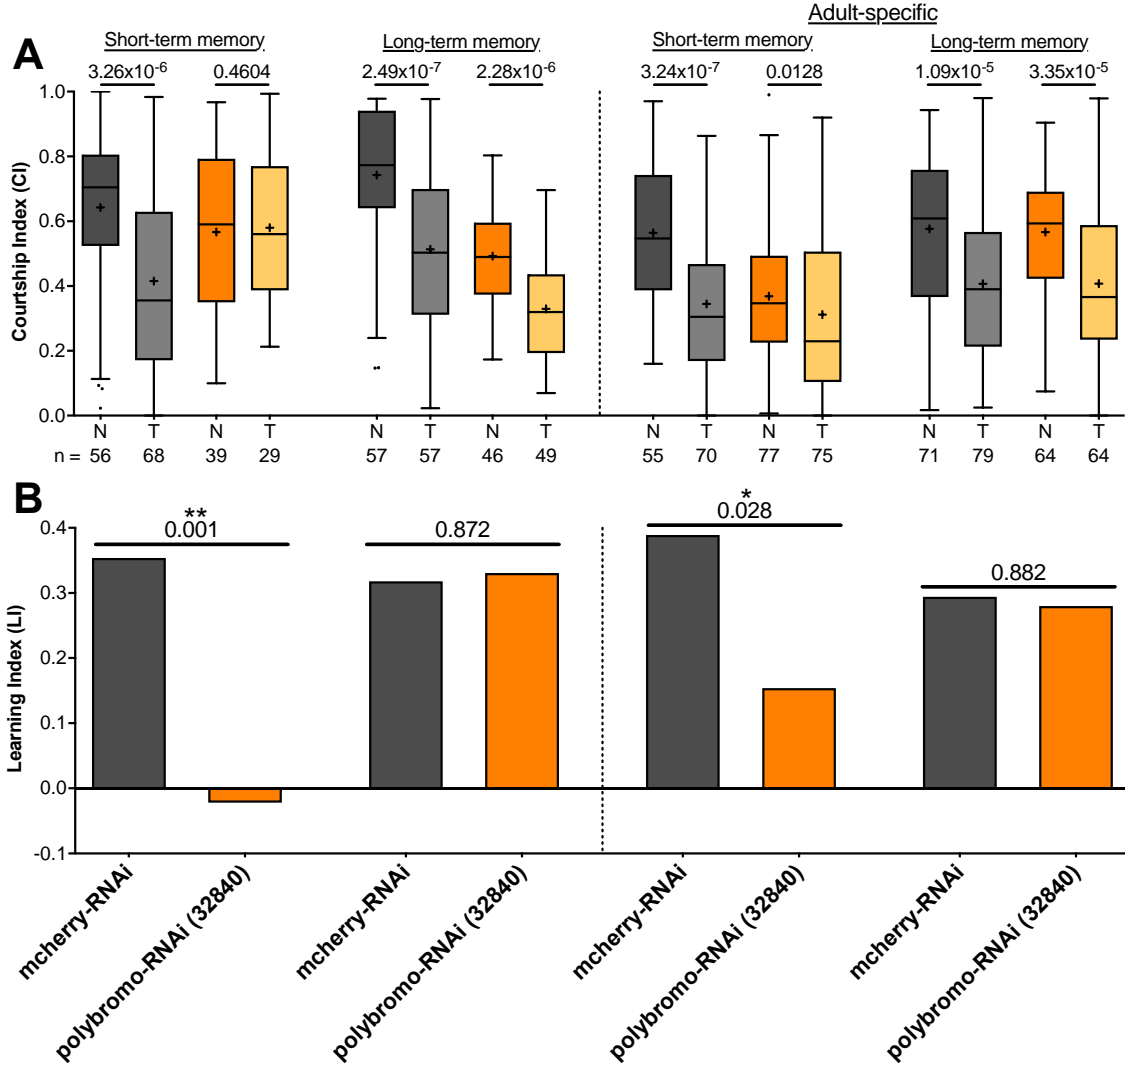 Adult-specific
A
Short-term memory
Long-term memory
Short-term memory
Long-term memory
3.26x10-6
0.4604
2.49x10-7
2.28x10-6
3.24x10-7
0.0128
1.09x10-5
3.35x10-5
Courtship Index (CI)
1.0
0.8
0.6
0.4
0.2
0.0
N T N T N T N T N T N T N T N T
n = 56 68 39 29 57 57 46 49 55 70 77 75 71 79 64 64
B
**
0.001
0.872
*
0.028
0.882
Learning Index (LI)
0.4
0.3
0.2
0.1
0.0
-0.1
mcherry-RNAi
polybromo-RNAi (32840)
mcherry-RNAi
polybromo-RNAi (32840)
mcherry-RNAi
polybromo-RNAi (32840)
mcherry-RNAi
polybromo-RNAi (32840)